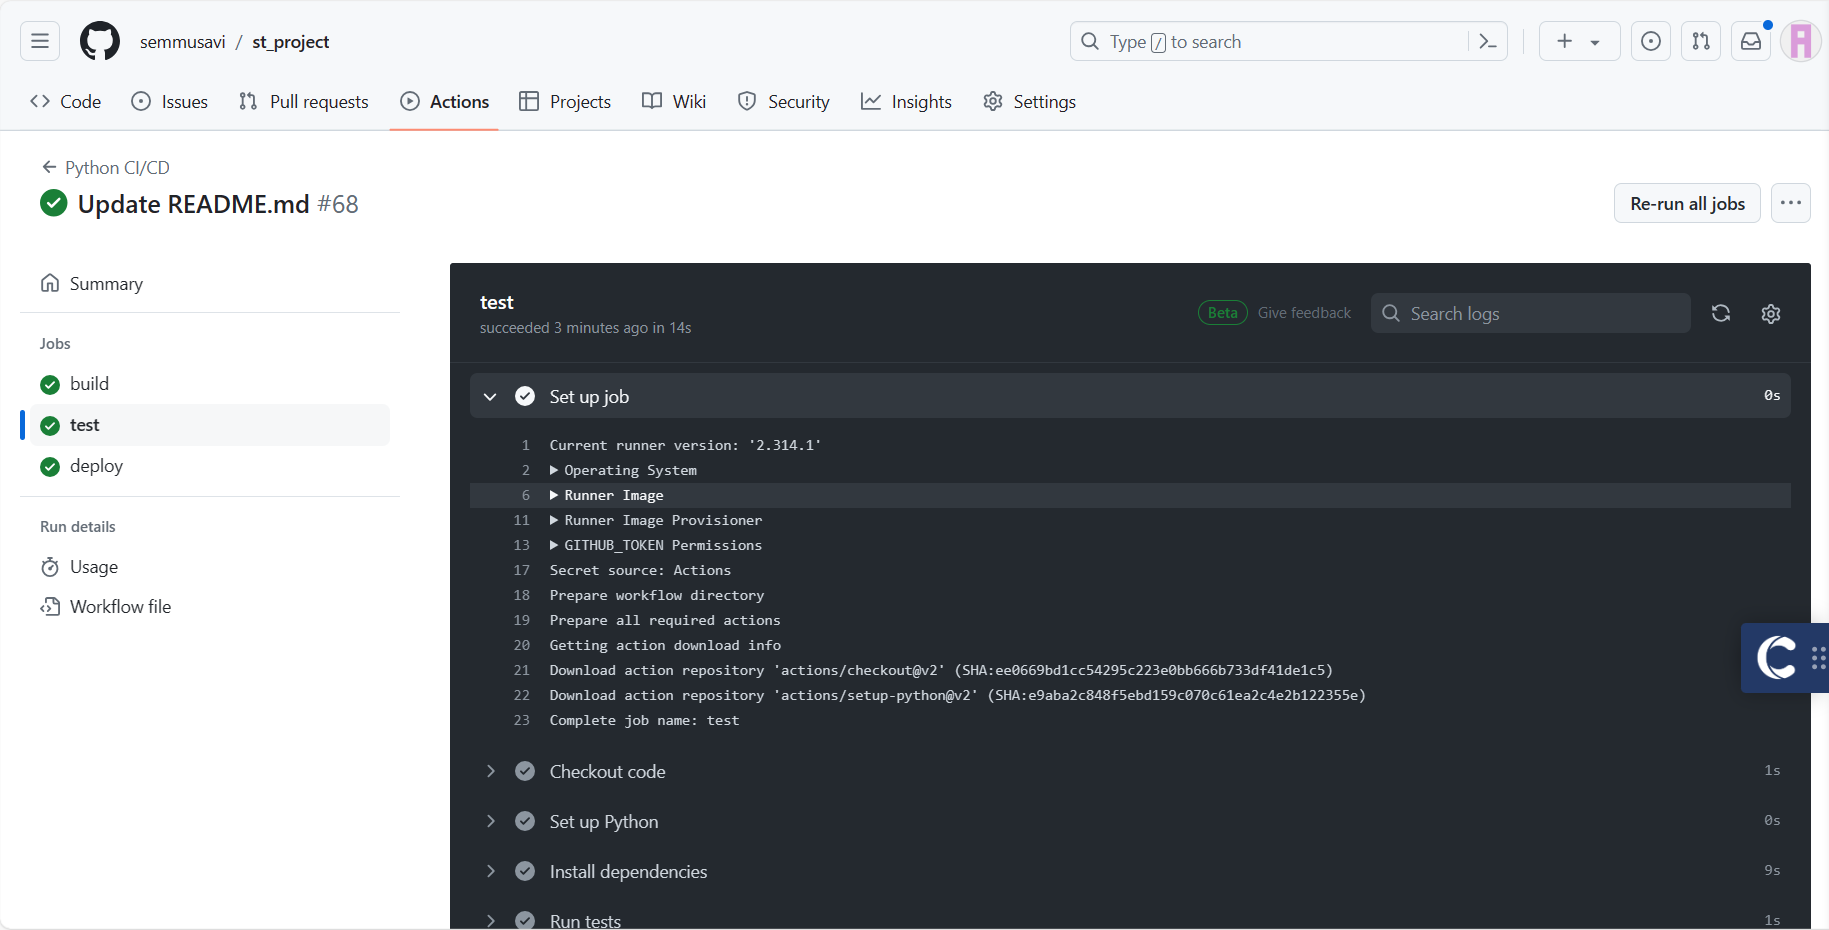 semmusavi / st_project
Type / to search
Code
Issues
Pull requests
Actions
Projects
Wiki
Security
Insights
Settings
Python CI/CD
Update README.md #68
Re-run all jobs
Summary
Jobs
build
test
deploy
Run details
Usage
Workflow file
test
succeeded 3 minutes ago in 14s
Beta
Give feedback
Search logs
Set up job 0s
1 Current runner version: '2.314.1'
2 Operating System
6 Runner Image
11 Runner Image Provisioner
13 GITHUB_TOKEN Permissions
17 Secret source: Actions
18 Prepare workflow directory
19 Prepare all required actions
20 Getting action download info
21 Download action repository 'actions/checkout@v2' (SHA:ee0669bd1cc54295c223e0bb666b733df41de1c5)
22 Download action repository 'actions/setup-python@v2' (SHA:e9aba2c848f5ebd159c070c61ea2c4e2b122355e)
23 Complete job name: test
Checkout code 1s
Set up Python 0s
Install dependencies 9s
Run tests 1s